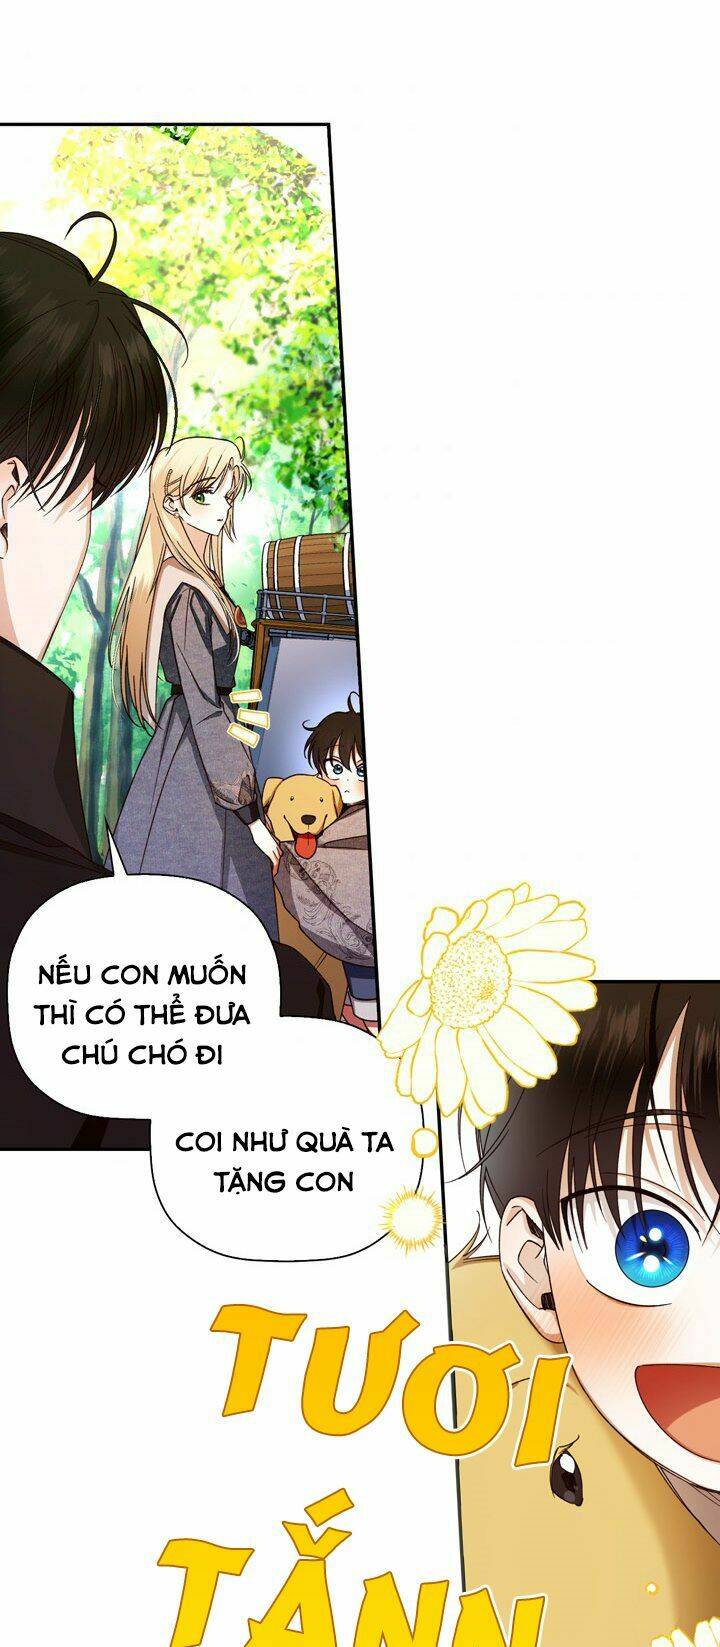 NẾU CON MUỐN
THÌ CÓ THỂ ĐƯA
CHÚ CHÓ ĐI
COI NHƯ QUÀ TA
TẶNG CON
TƯƠI
TẮNN